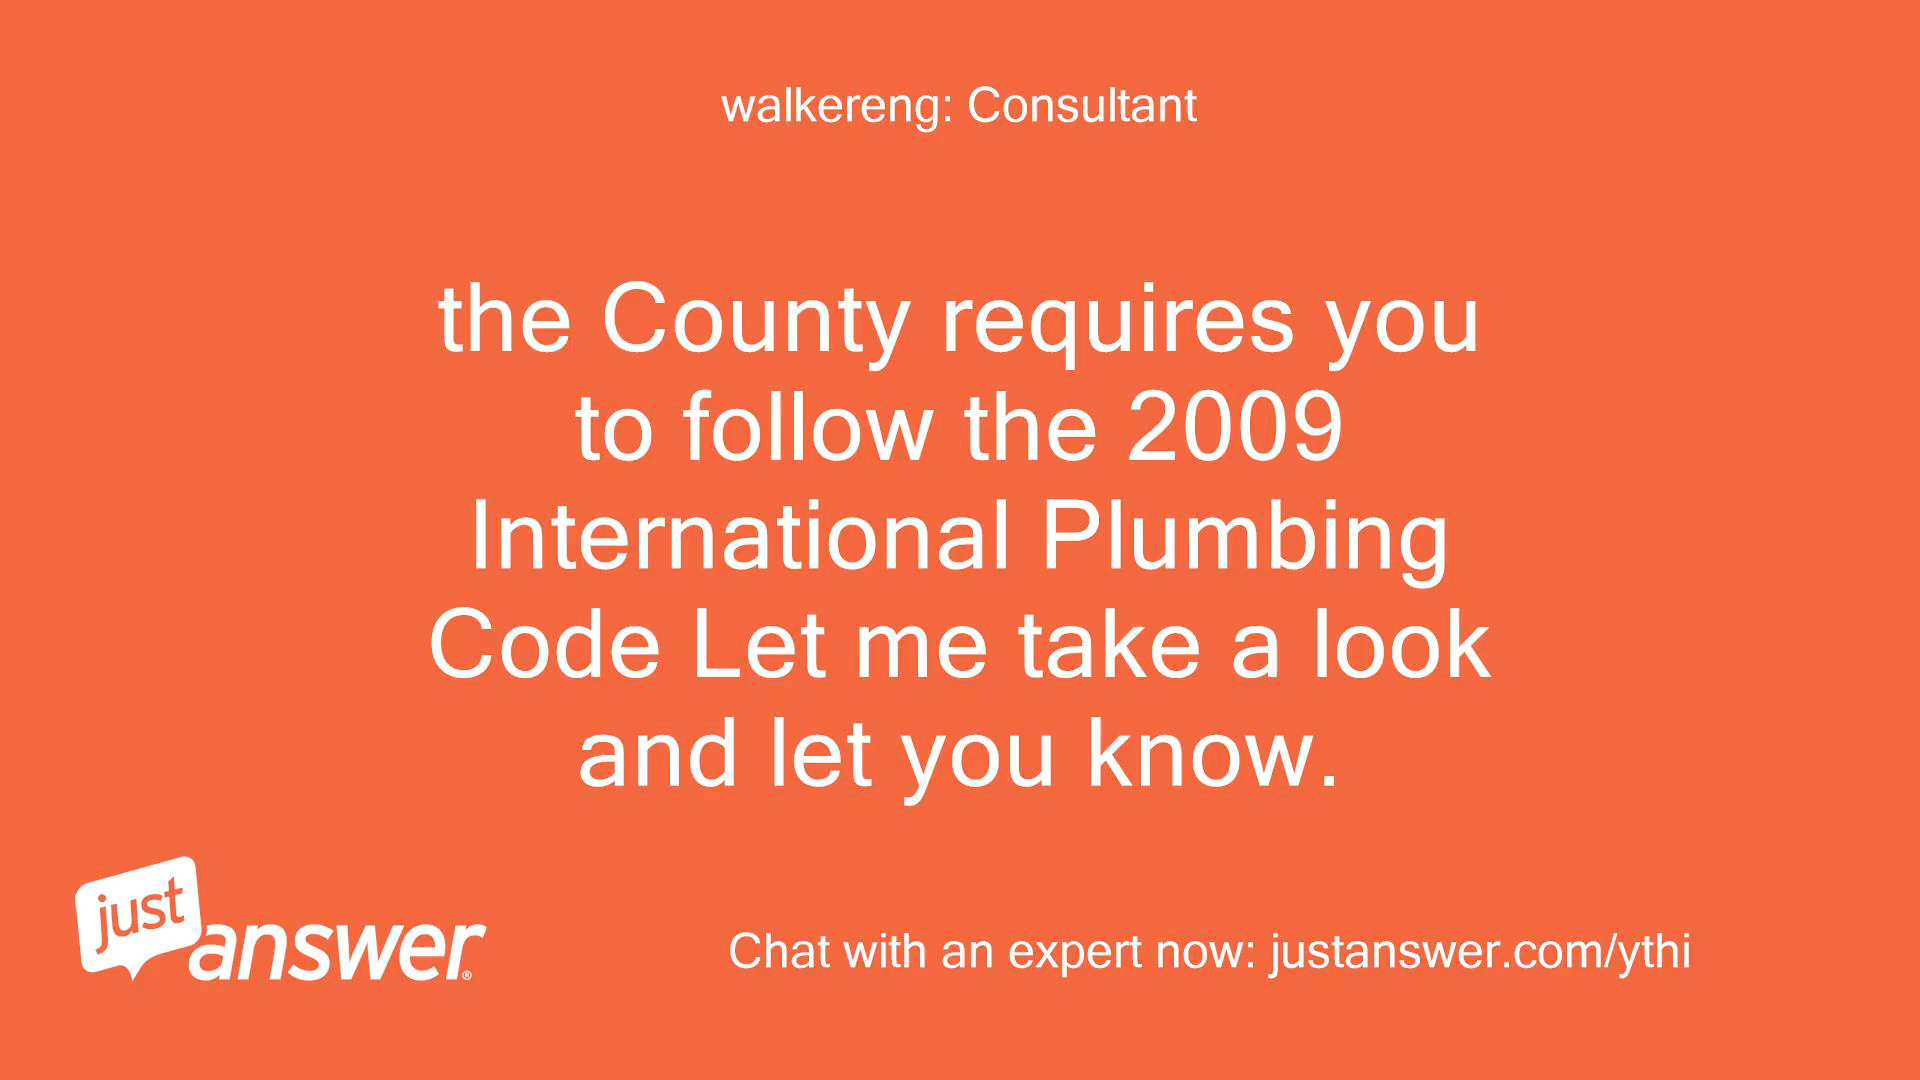 walkereng: Consultant
the County requires you
to follow the 2009
International Plumbing
Code Let me take a look
and let you know.
just
answer®
Chat with an expert now: justanswer.com/ythi